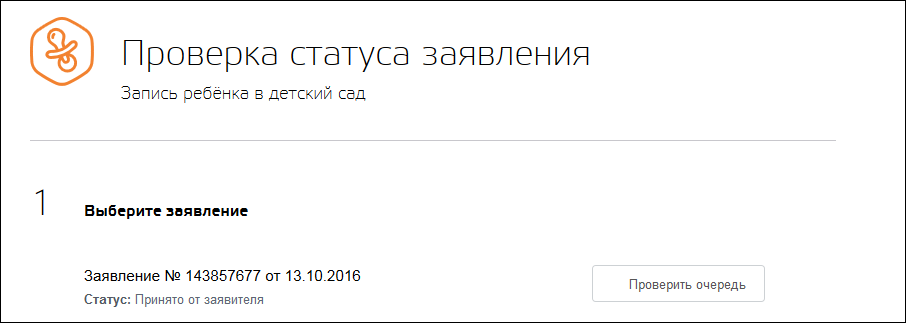 Проверка статуса заявления
Запись ребёнка в детский сад
1
Выберите заявление
Заявление № 143857677 от 13.10.2016
Проверить очередь
Статус: Принято от заявителя